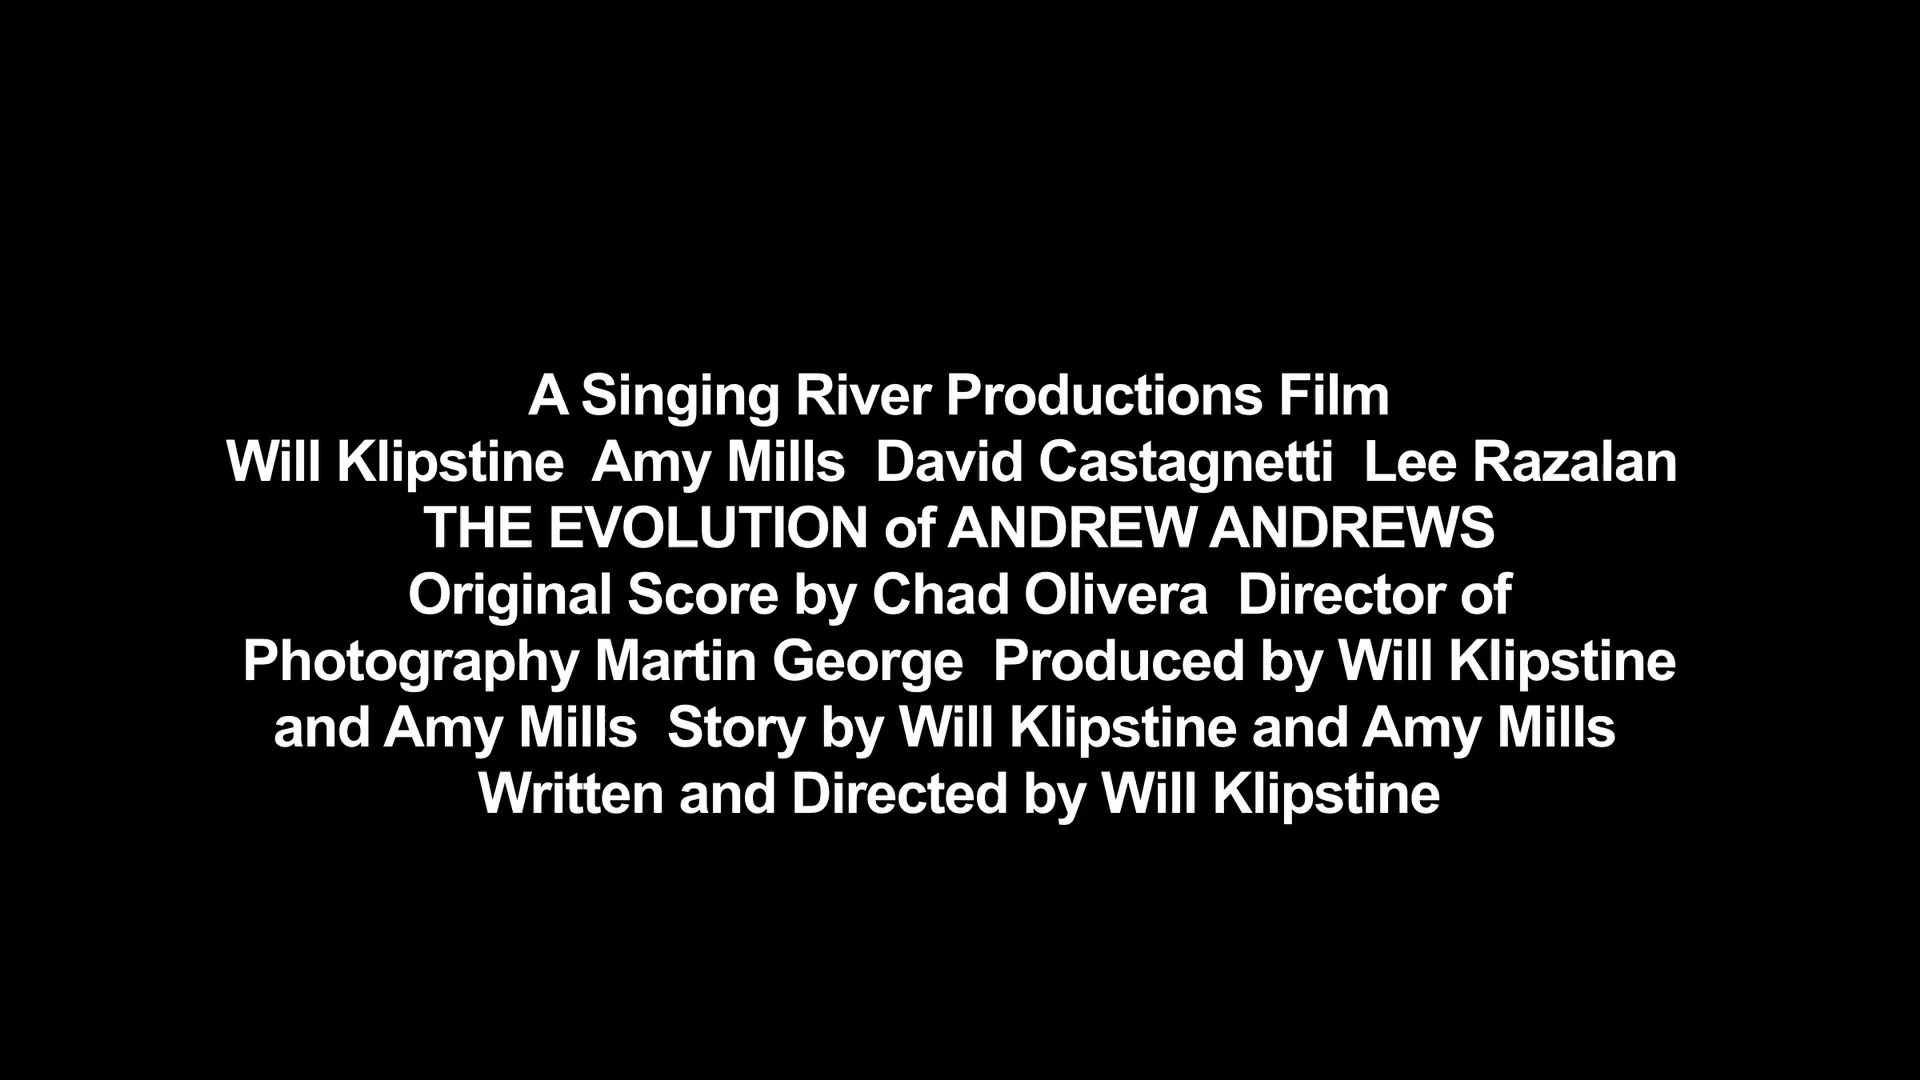 A Singing River Productions Film
Will Klipstine  Amy Mills  David Castagnetti  Lee Razalan
THE EVOLUTION of ANDREW ANDREWS
Original Score by Chad Olivera  Director of
Photography Martin George  Produced by Will Klipstine
and Amy Mills  Story by Will Klipstine and Amy Mills
Written and Directed by Will Klipstine